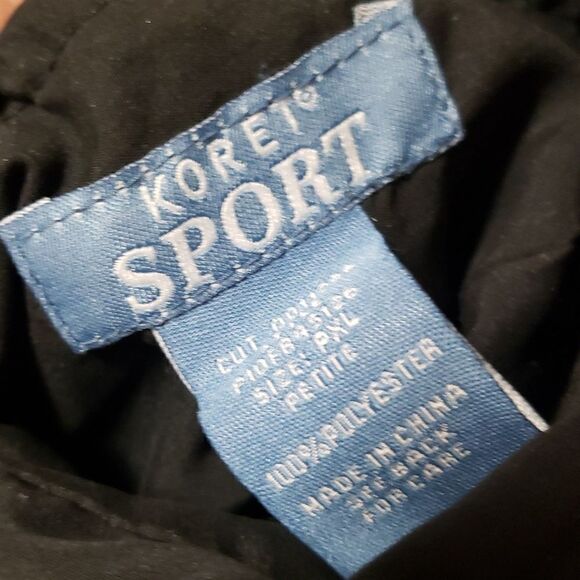 KORET
SPORT
CUT
SIZE: PXL
PETITE
100% POLYESTER
MADE IN CHINA
SEE BACK
FOR CARE